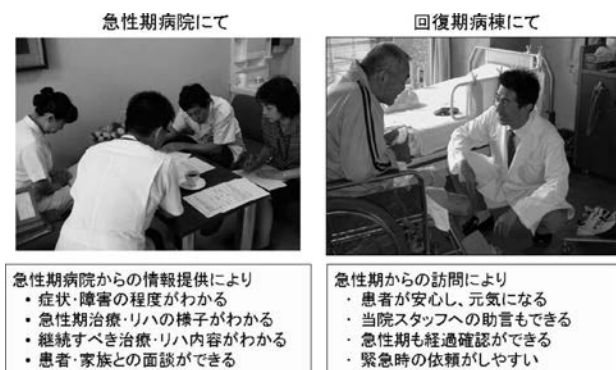 急性期病院にて
急性期病院からの情報提供により
• 症状・障害の程度がわかる
• 急性期治療・リハの様子がわかる
• 継続すべき治療・リハ内容がわかる
• 患者・家族との面談ができる
回復期病棟にて
急性期からの訪問により
・ 患者が安心し、元気になる
・ 当院スタッフへの助言もできる
・ 急性期も経過確認ができる
・ 緊急時の依頼がしやすい